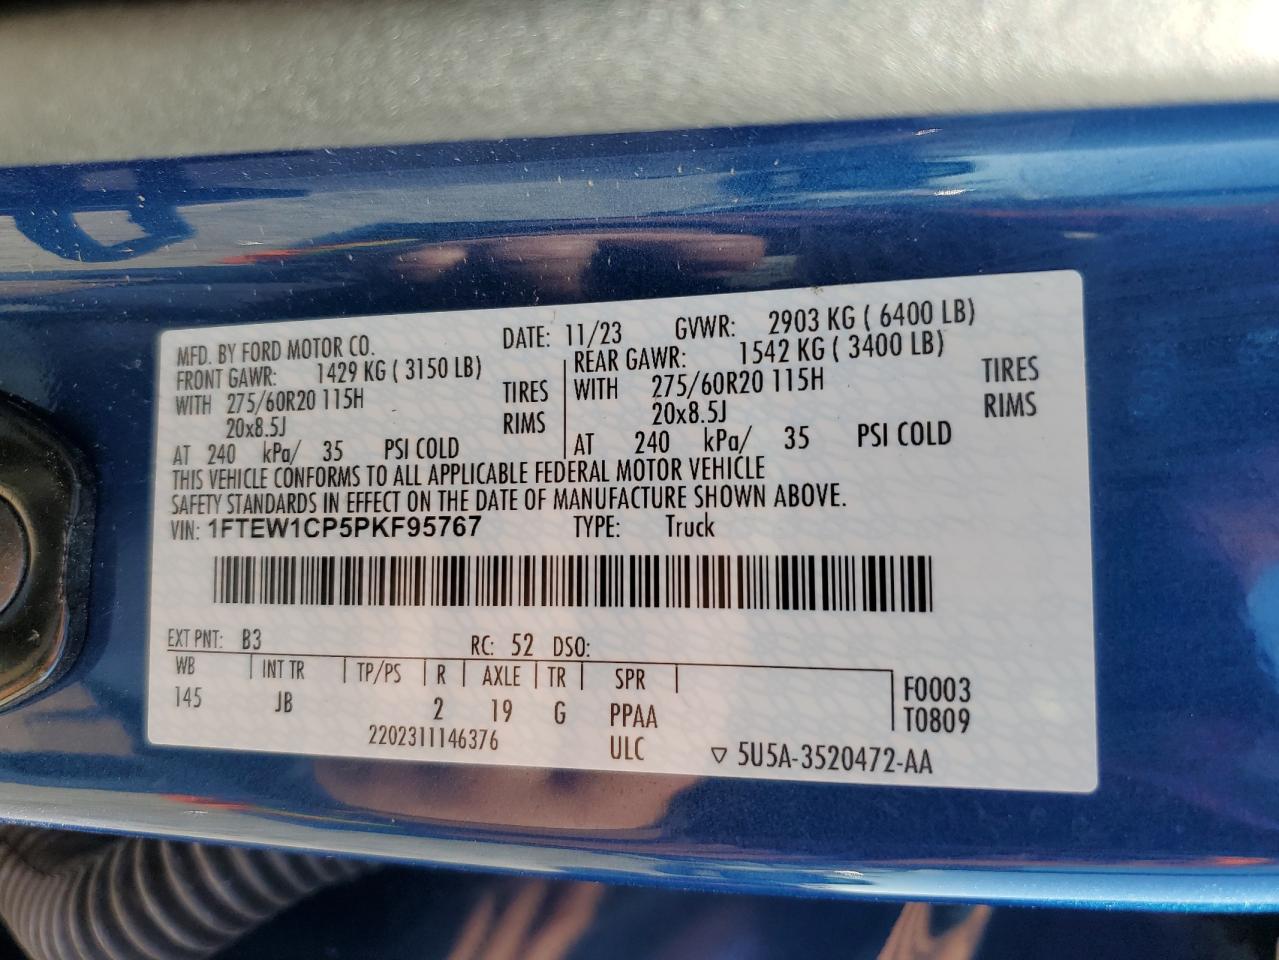 MFD. BY FORD MOTOR CO. DATE: 11/23 GVWR: 2903 KG ( 6400 LB)
FRONT GAWR: 1429 KG ( 3150 LB) REAR GAWR: 1542 KG ( 3400 LB)
WITH 275/60R20 115H TIRES WITH 275/60R20 115H TIRES
20x8.5J RIMS 20x8.5J RIMS
AT 240 kPa/ 35 PSI COLD AT 240 kPa/ 35 PSI COLD
THIS VEHICLE CONFORMS TO ALL APPLICABLE FEDERAL MOTOR VEHICLE
SAFETY STANDARDS IN EFFECT ON THE DATE OF MANUFACTURE SHOWN ABOVE.
VIN: 1FTEW1CP5PKF95767 TYPE: Truck
EXT PNT: B3 RC: 52 DSO:
WB INT TR TP/PS R AXLE TR SPR F0003
145 JB 2 19 G PPAA T0809
2202311146376 ULC ▽ 5U5A-3520472-AA